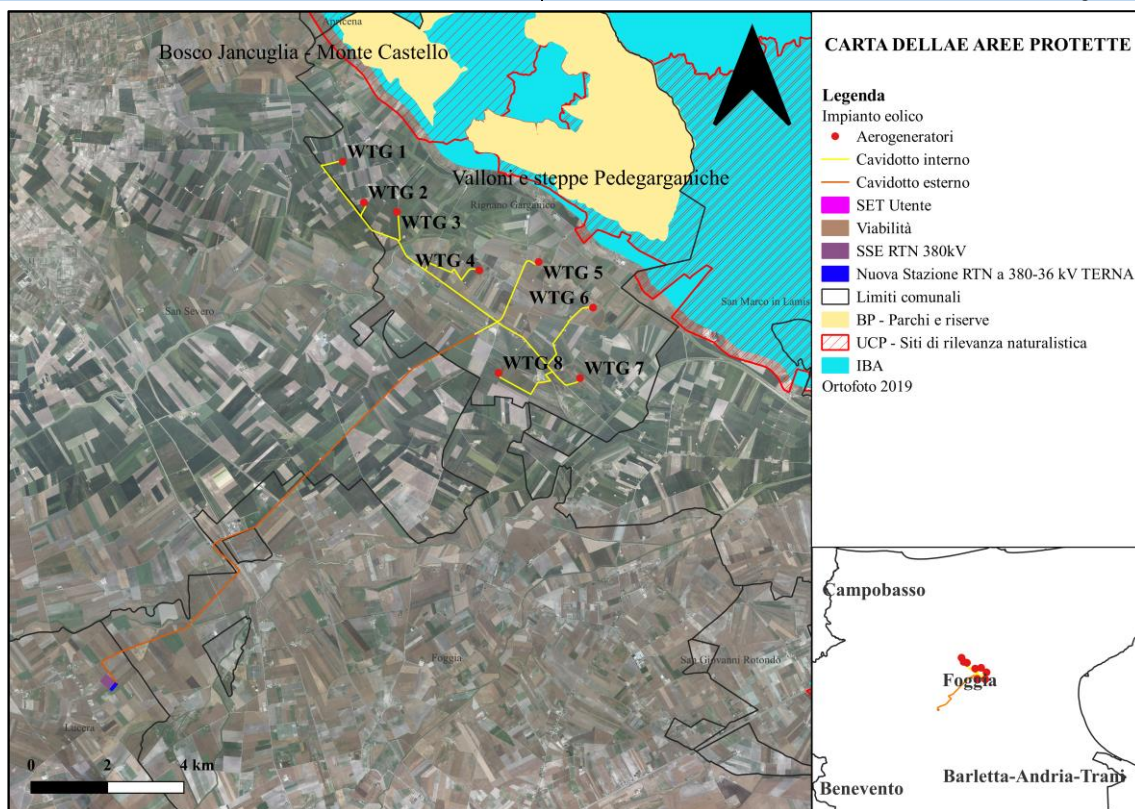 Apricena
Bosco Jancuglia - Monte Castello
WTG 1
Valloni e steppe Pedegarganiche
WTG 2
Rignano Garganico
WTG 3
WTG 4
WTG 5
WTG 6
San Marco in Lamis
San Severo
WTG 8
WTG 7
Foggia
San Giovanni Rotondo
Lucera
0 2 4 km
CARTA DELLAE AREE PROTETTE
Legenda
Impianto eolico
Aerogeneratori
Cavidotto interno
Cavidotto esterno
SET Utente
Viabilità
SSE RTN 380kV
Nuova Stazione RTN a 380-36 kV TERNA
Limiti comunali
BP - Parchi e riserve
UCP - Siti di rilevanza naturalistica
IBA
Ortofoto 2019
Campobasso
Foggia
Barletta-Andria-Trani
Benevento